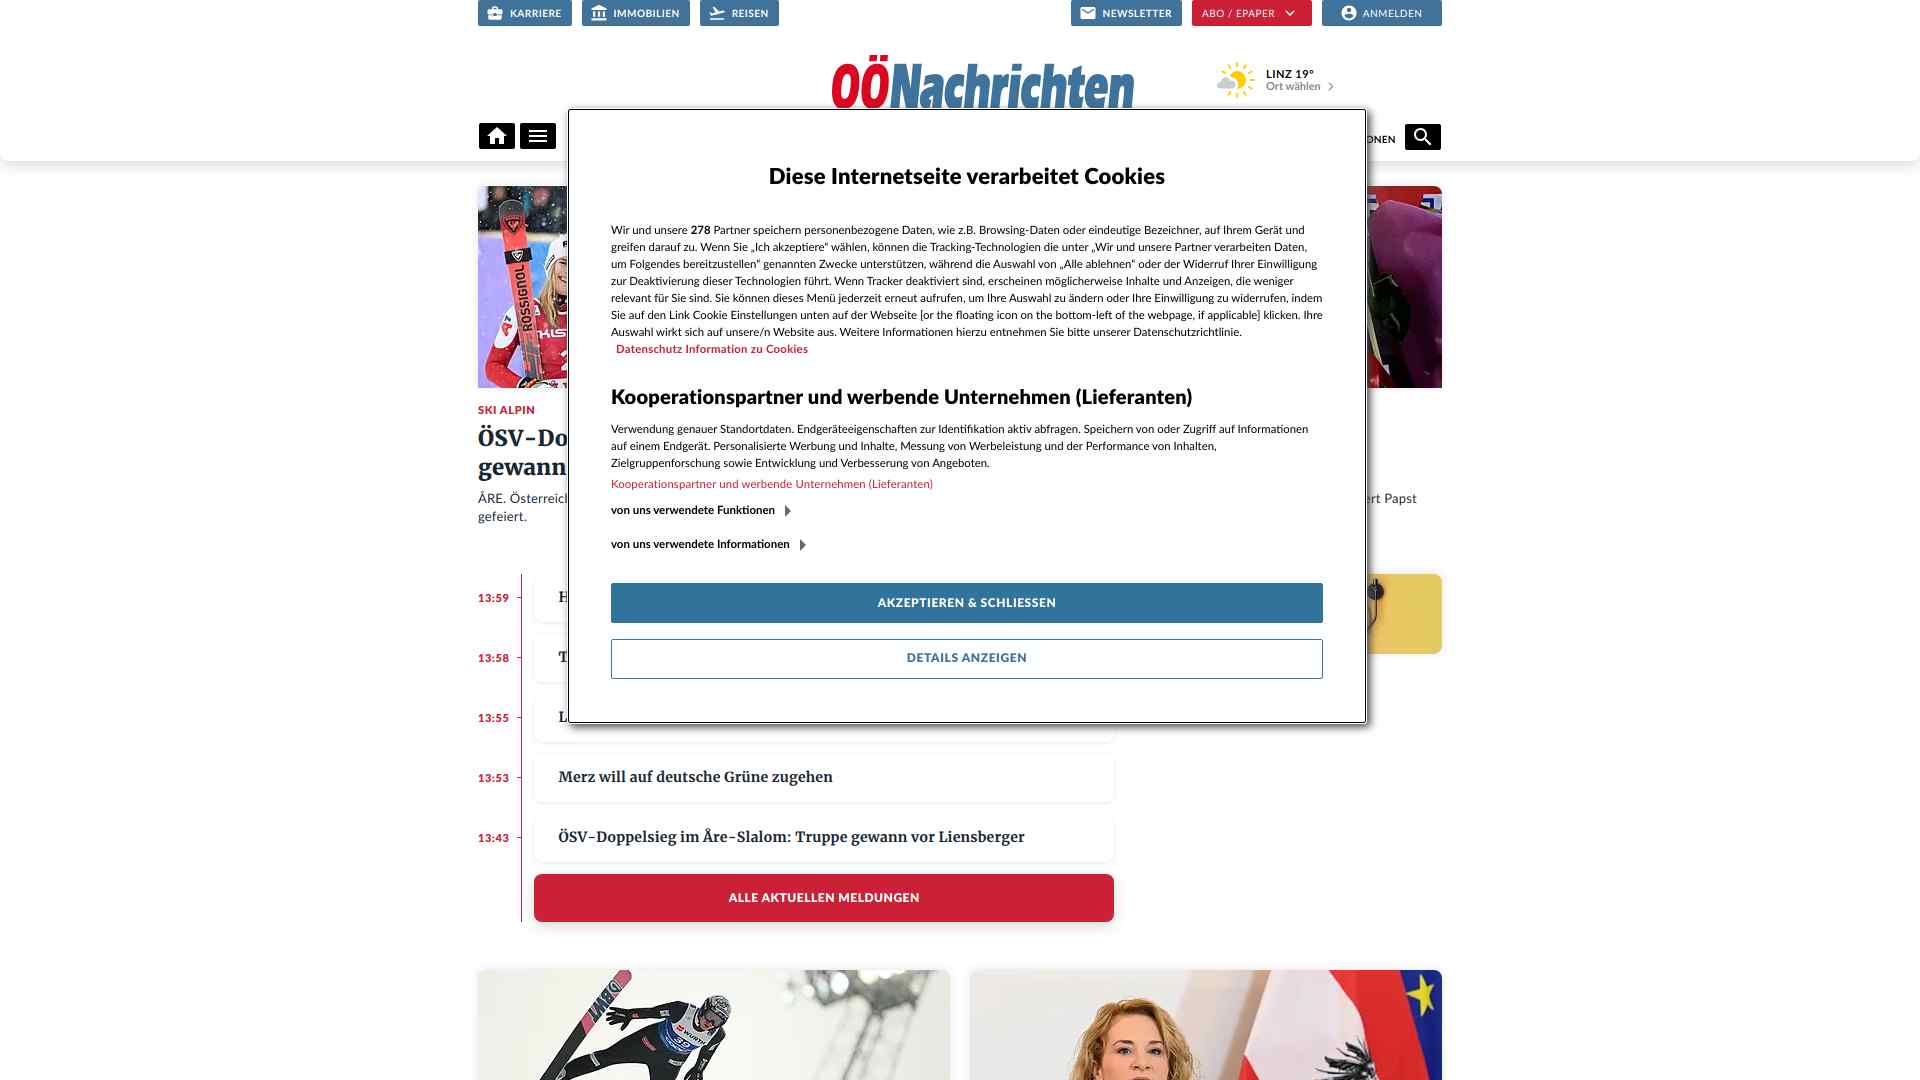 KARRIERE
IMMOBILIEN
REISEN
NEWSLETTER
ABO / EPAPER
ANMELDEN
OÖNachrichten
LINZ 19°
Ort wählen
ONEN
Diese Internetseite verarbeitet Cookies
Wir und unsere 278 Partner speichern personenbezogene Daten, wie z.B. Browsing-Daten oder eindeutige Bezeichner, auf Ihrem Gerät und
greifen darauf zu. Wenn Sie „Ich akzeptiere“ wählen, können die Tracking-Technologien die unter „Wir und unsere Partner verarbeiten Daten,
um Folgendes bereitzustellen“ genannten Zwecke unterstützen, während die Auswahl von „Alle ablehnen“ oder der Widerruf Ihrer Einwilligung
zur Deaktivierung dieser Technologien führt. Wenn Tracker deaktiviert sind, erscheinen möglicherweise Inhalte und Anzeigen, die weniger
relevant für Sie sind. Sie können dieses Menü jederzeit erneut aufrufen, um Ihre Auswahl zu ändern oder Ihre Einwilligung zu widerrufen, indem
Sie auf den Link Cookie Einstellungen unten auf der Webseite [or the floating icon on the bottom-left of the webpage, if applicable] klicken. Ihre
Auswahl wirkt sich auf unsere/n Website aus. Weitere Informationen hierzu entnehmen Sie bitte unserer Datenschutzrichtlinie.
Datenschutz Information zu Cookies
Kooperationspartner und werbende Unternehmen (Lieferanten)
Verwendung genauer Standortdaten. Endgeräteeigenschaften zur Identifikation aktiv abfragen. Speichern von oder Zugriff auf Informationen
auf einem Endgerät. Personalisierte Werbung und Inhalte, Messung von Werbeleistung und der Performance von Inhalten,
Zielgruppenforschung sowie Entwicklung und Verbesserung von Angeboten.
Kooperationspartner und werbende Unternehmen (Lieferanten)
von uns verwendete Funktionen
von uns verwendete Informationen
AKZEPTIEREN & SCHLIESSEN
DETAILS ANZEIGEN
ROSSIGNOL
SKI ALPIN
ÖSV-Do
gewann
ÅRE. Österreic
gefeiert.
ert Papst
13:59
H
13:58
T
13:55
L
13:53
Merz will auf deutsche Grüne zugehen
13:43
ÖSV-Doppelsieg im Åre-Slalom: Truppe gewann vor Liensberger
ALLE AKTUELLEN MELDUNGEN
WÜRTH
39